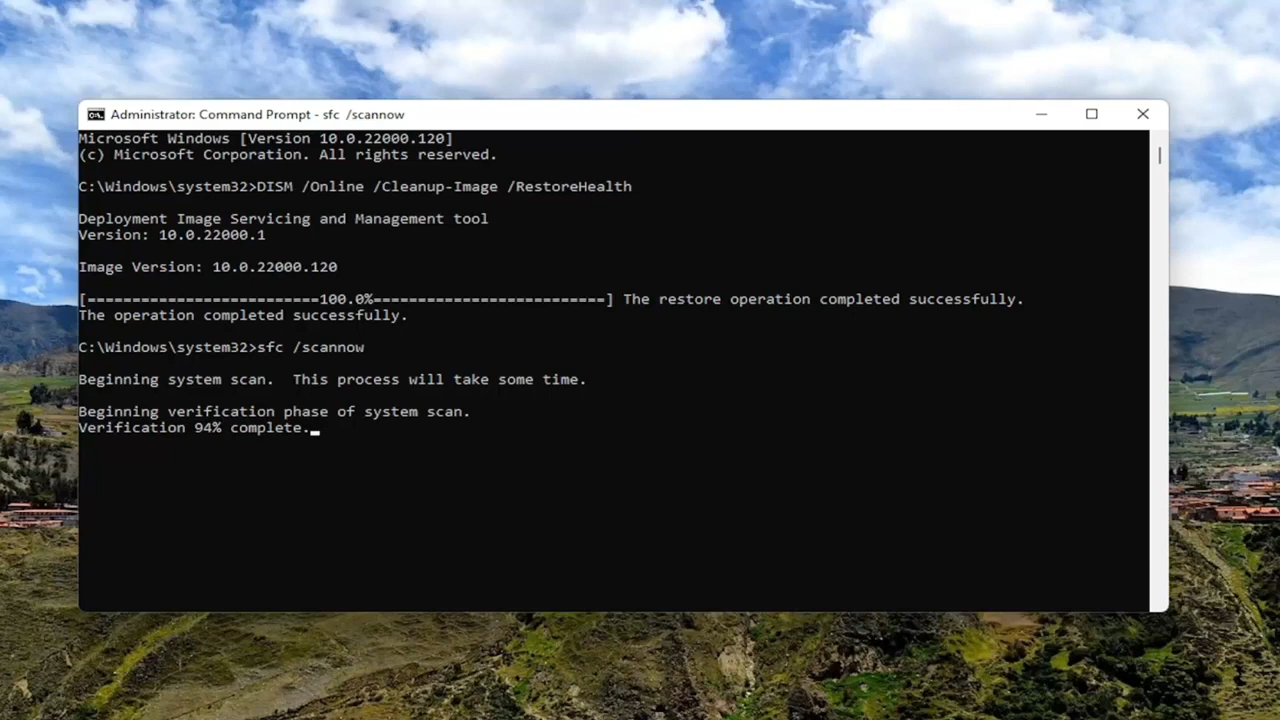 Administrator: Command Prompt - sfc /scannow
Microsoft Windows [Version 10.0.22000.120]
(c) Microsoft Corporation. All rights reserved.
C:\Windows\system32>DISM /Online /Cleanup-Image /RestoreHealth
Deployment Image Servicing and Management tool
Version: 10.0.22000.1
Image Version: 10.0.22000.120
[==========================100.0%==========================] The restore operation completed successfully.
The operation completed successfully.
C:\Windows\system32>sfc /scannow
Beginning system scan.  This process will take some time.
Beginning verification phase of system scan.
Verification 94% complete.